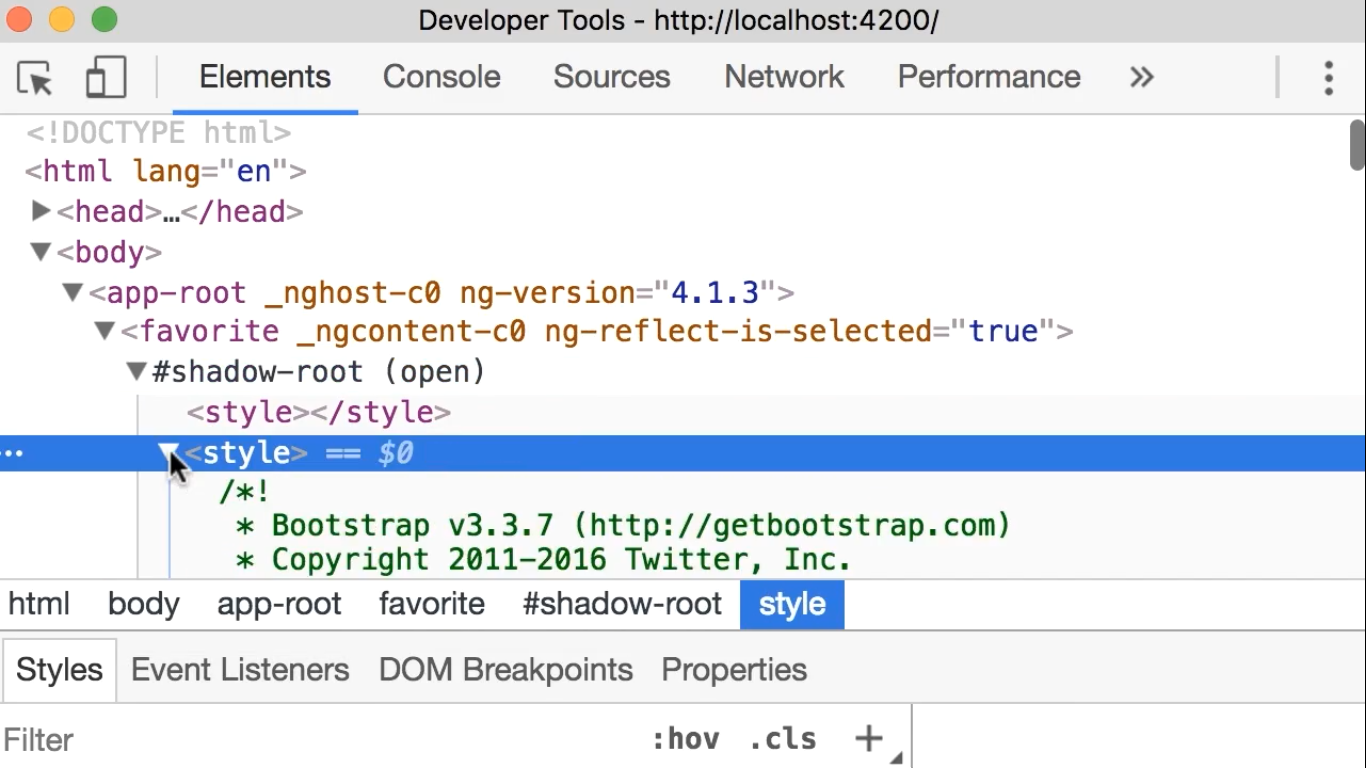 Developer Tools - http://localhost:4200/
Elements Console Sources Network Performance »
<!DOCTYPE html>
<html lang="en">
▶<head>…</head>
▼<body>
▼<app-root _nghost-c0 ng-version="4.1.3">
▼<favorite _ngcontent-c0 ng-reflect-is-selected="true">
▼#shadow-root (open)
<style></style>
… ▼<style> == $0
/*!
* Bootstrap v3.3.7 (http://getbootstrap.com)
* Copyright 2011-2016 Twitter, Inc.
html body app-root favorite #shadow-root style
Styles Event Listeners DOM Breakpoints Properties
Filter :hov .cls +